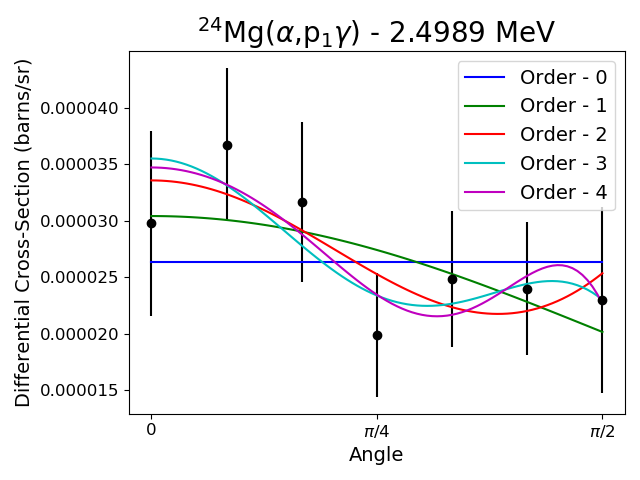 ²⁴Mg(α,p₁γ) - 2.4989 MeV
Differential Cross-Section (barns/sr)
0.000040
0.000035
0.000030
0.000025
0.000020
0.000015
Order - 0
Order - 1
Order - 2
Order - 3
Order - 4
0
π/4
π/2
Angle